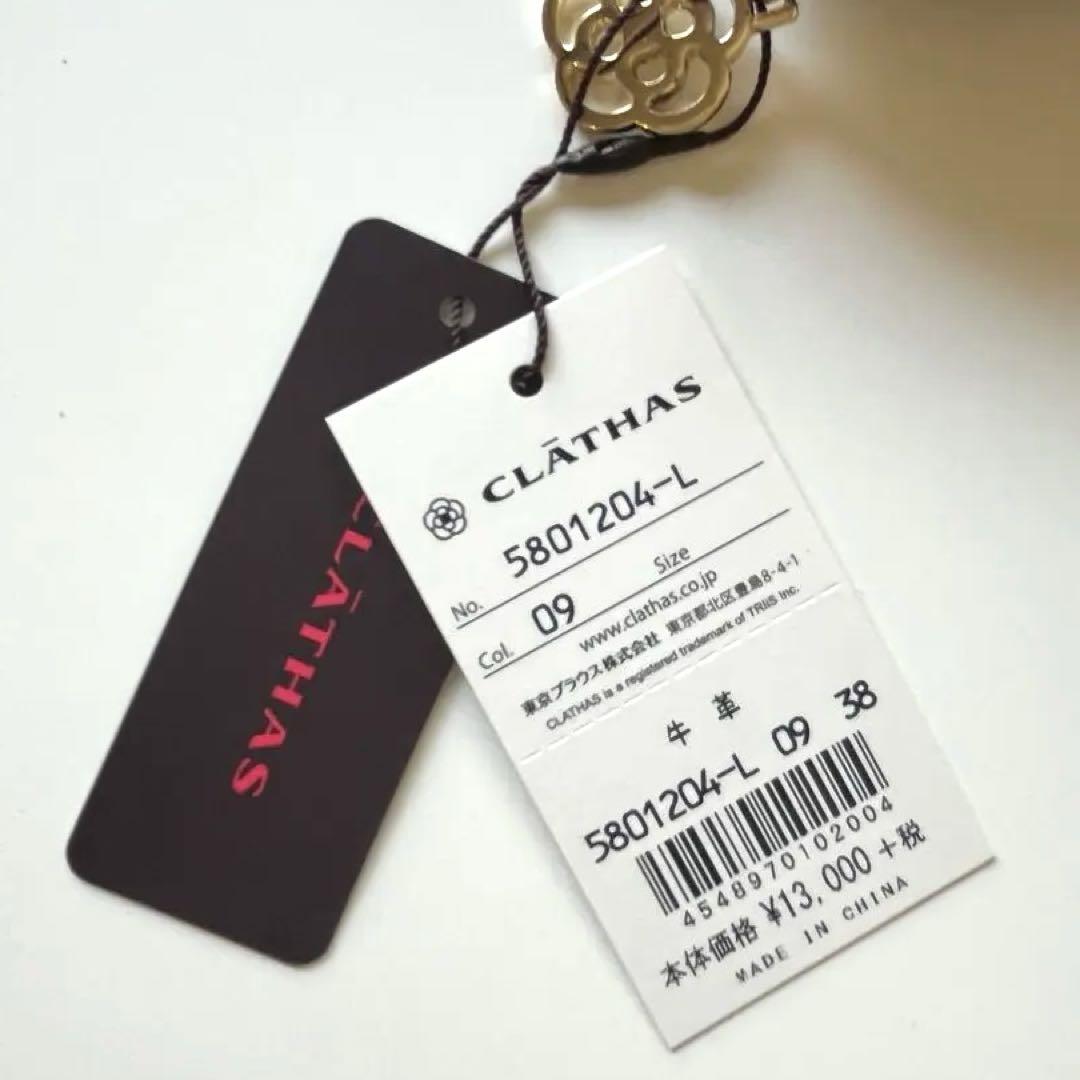 CLĀTHAS
No. 5801204-L
Col. 09 Size
www.clathas.co.jp
東京ブラウス株式会社 東京都北区豊島8-4-1
CLATHAS is a registered trademark of TRIIS Inc.
牛革
5801204-L 09 38
4548970102004
本体価格 ¥13,000+税
MADE IN CHINA
CLĀTHAS